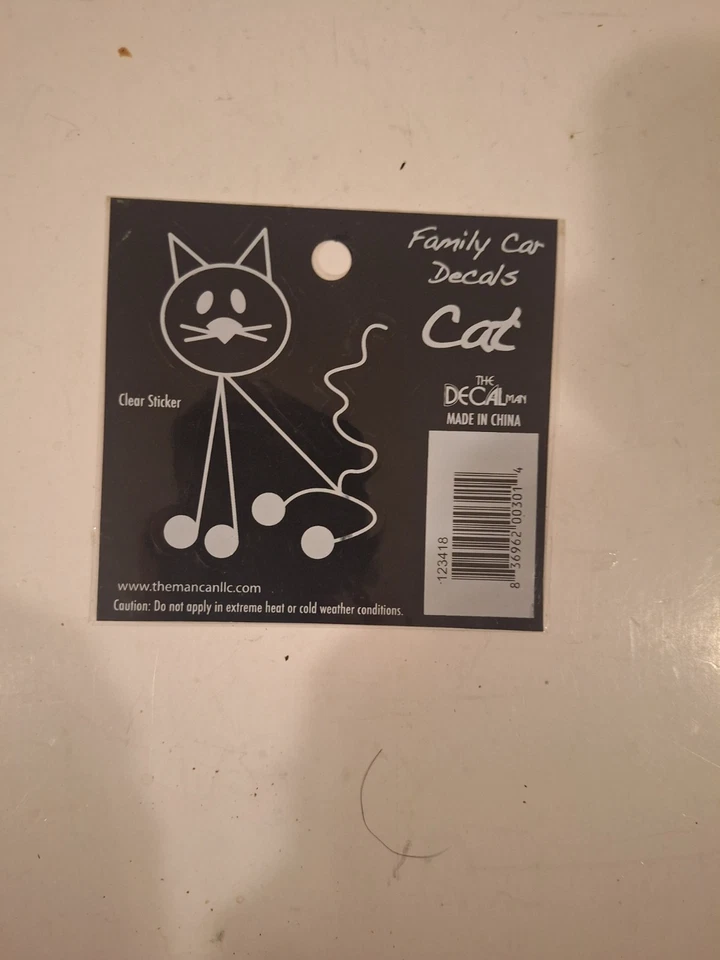 Family Car
Decals
Cat
THE
DECALMAN
MADE IN CHINA
Clear Sticker
123418
8 36962 00301 4
www.themancanllc.com
Caution: Do not apply in extreme heat or cold weather conditions.